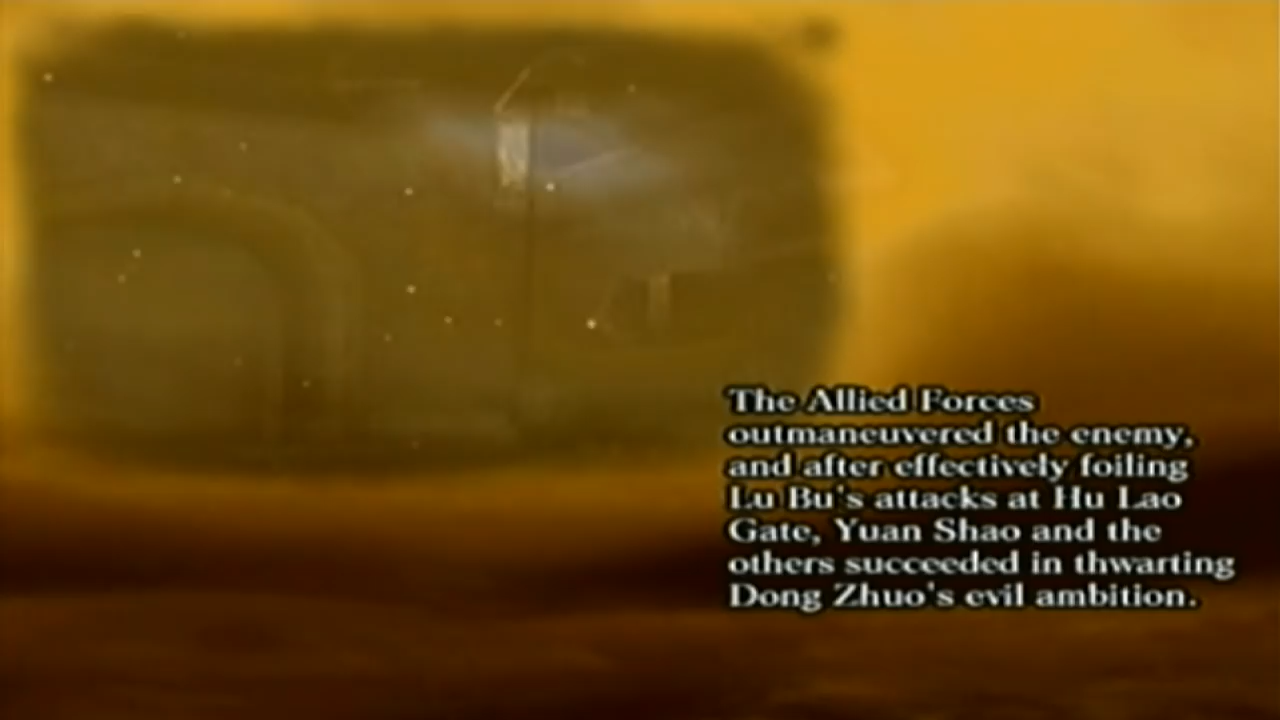 The Allied Forces
outmaneuvered the enemy,
and after effectively foiling
Lu Bu's attacks at Hu Lao
Gate, Yuan Shao and the
others succeeded in thwarting
Dong Zhuo's evil ambition.